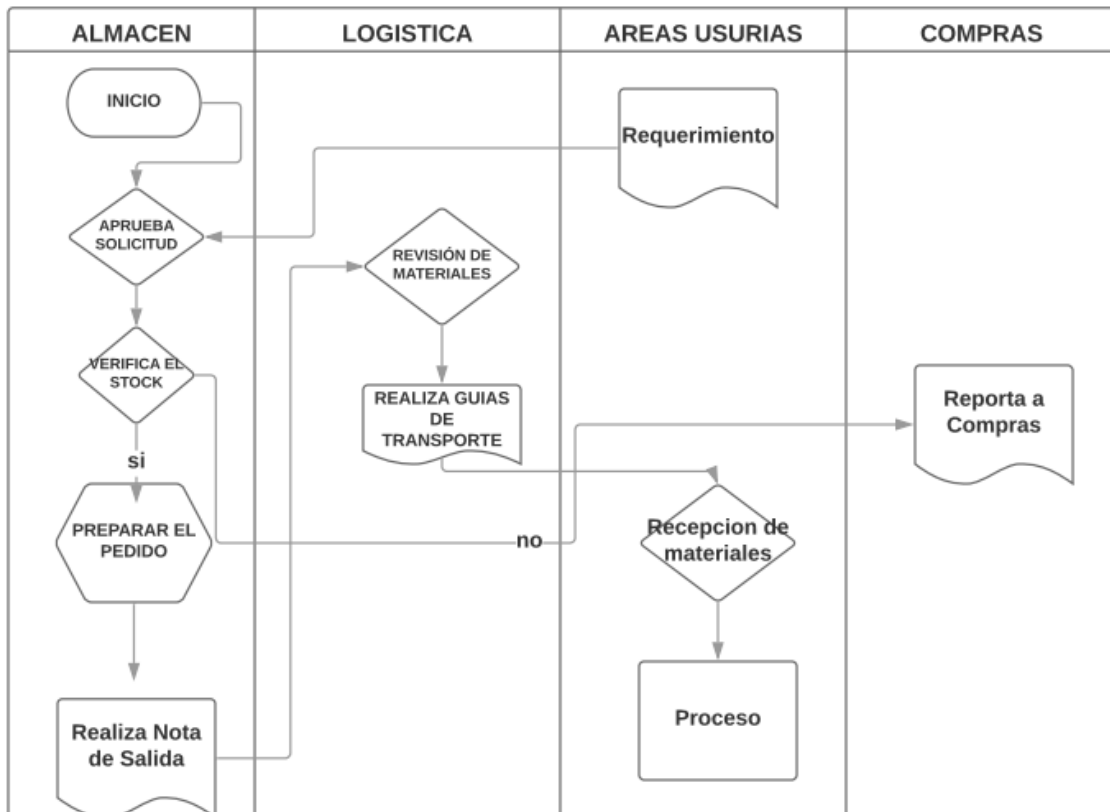 ALMACEN
LOGISTICA
AREAS USURIAS
COMPRAS
INICIO
Requerimiento
APRUEBA
SOLICITUD
REVISIÓN DE
MATERIALES
VERIFICA EL
STOCK
REALIZA GUIAS
DE
TRANSPORTE
Reporta a
Compras
si
PREPARAR EL
PEDIDO
no
Recepcion de
materiales
Realiza Nota
de Salida
Proceso